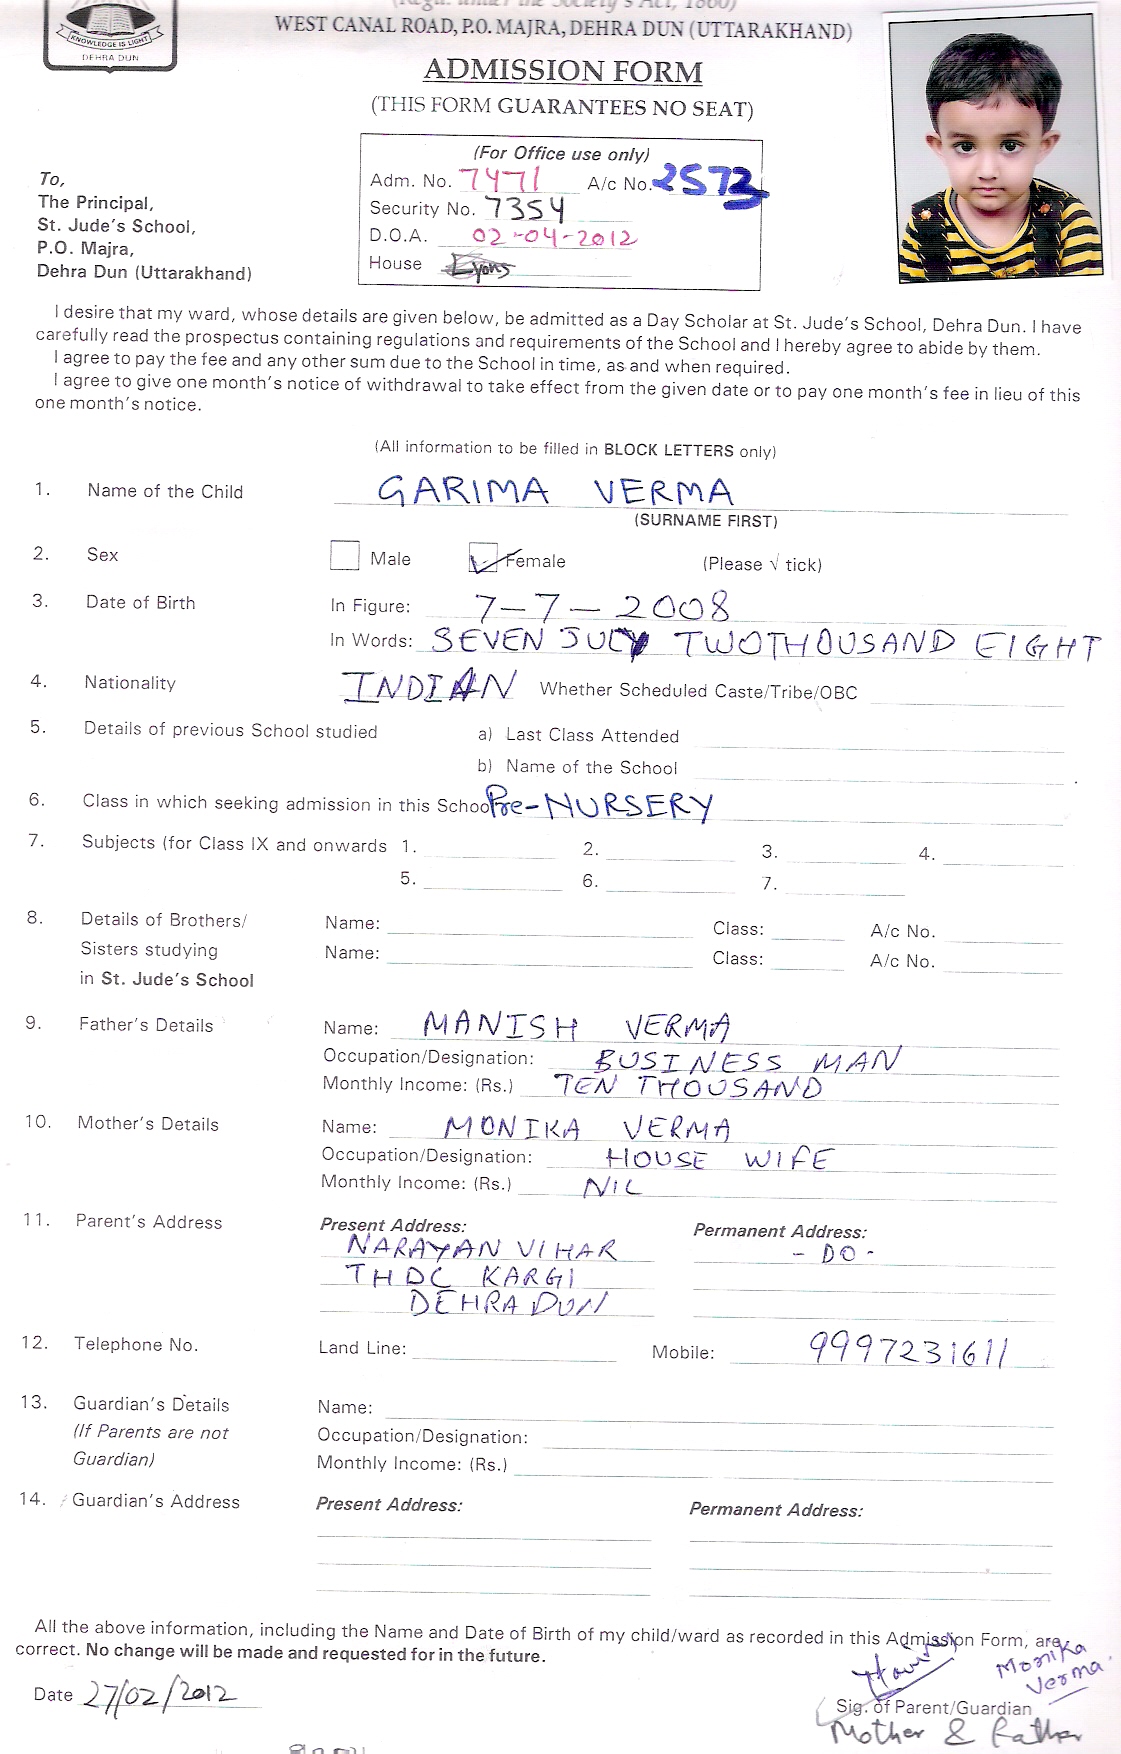 (Regd. under the Society's Act, 1860)
WEST CANAL ROAD, P.O. MAJRA, DEHRA DUN (UTTARAKHAND)
KNOWLEDGE IS LIGHT
DEHRA DUN
ADMISSION FORM
(THIS FORM GUARANTEES NO SEAT)
(For Office use only)
Adm. No. 7471 A/c No. 2573
Security No. 7354
D.O.A. 02-04-2012
House Lyons
To,
The Principal,
St. Jude's School,
P.O. Majra,
Dehra Dun (Uttarakhand)
I desire that my ward, whose details are given below, be admitted as a Day Scholar at St. Jude's School, Dehra Dun. I have
carefully read the prospectus containing regulations and requirements of the School and I hereby agree to abide by them.
I agree to pay the fee and any other sum due to the School in time, as and when required.
I agree to give one month's notice of withdrawal to take effect from the given date or to pay one month's fee in lieu of this
one month's notice.
(All information to be filled in BLOCK LETTERS only)
1. Name of the Child GARIMA VERMA
(SURNAME FIRST)
2. Sex Male Female (Please √ tick)
3. Date of Birth In Figure: 7-7-2008
In Words: SEVEN JULY TWOTHOUSAND EIGHT
4. Nationality INDIAN Whether Scheduled Caste/Tribe/OBC
5. Details of previous School studied a) Last Class Attended
b) Name of the School
6. Class in which seeking admission in this School Pre-NURSERY
7. Subjects (for Class IX and onwards 1. 2. 3. 4.
5. 6. 7.
8. Details of Brothers/ Name: Class: A/c No.
Sisters studying Name: Class: A/c No.
in St. Jude's School
9. Father's Details Name: MANISH VERMA
Occupation/Designation: BUSINESS MAN
Monthly Income: (Rs.) TEN THOUSAND
10. Mother's Details Name: MONIKA VERMA
Occupation/Designation: HOUSE WIFE
Monthly Income: (Rs.) NIL
11. Parent's Address Present Address: Permanent Address:
NARAYAN VIHAR - DO -
THDC KARGI
DEHRA DUN
12. Telephone No. Land Line: Mobile: 9997231611
13. Guardian's Details Name:
(If Parents are not Occupation/Designation:
Guardian) Monthly Income: (Rs.)
14. Guardian's Address Present Address: Permanent Address:
All the above information, including the Name and Date of Birth of my child/ward as recorded in this Admission Form, are
correct. No change will be made and requested for in the future.
Monika
Verma
Date 27/02/2012 Sig. of Parent/Guardian
Mother & Father